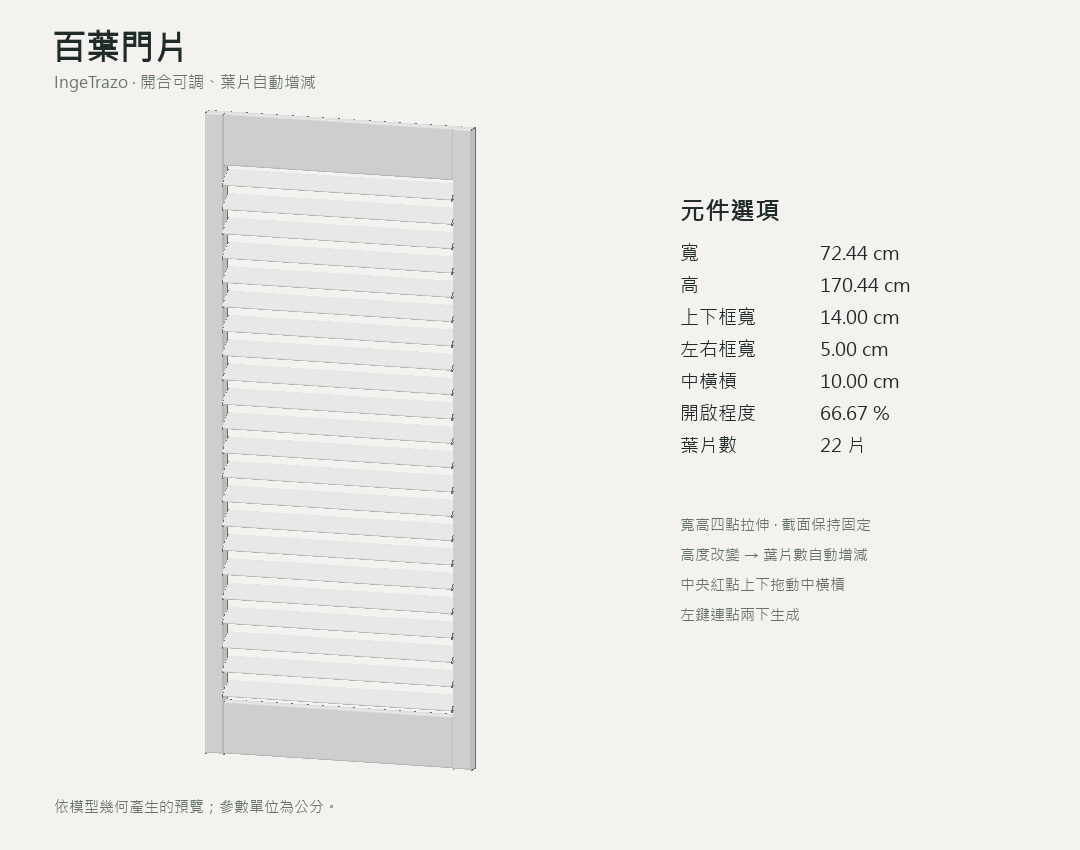 百葉門片
IngeTrazo · 開合可調、葉片自動增減
元件選項
寬 72.44 cm
高 170.44 cm
上下框寬 14.00 cm
左右框寬 5.00 cm
中橫槓 10.00 cm
開啟程度 66.67 %
葉片數 22 片
寬高四點拉伸 · 截面保持固定
高度改變 → 葉片數自動增減
中央紅點上下拖動中橫槓
左鍵連點兩下生成
依模型幾何產生的預覽；參數單位為公分。